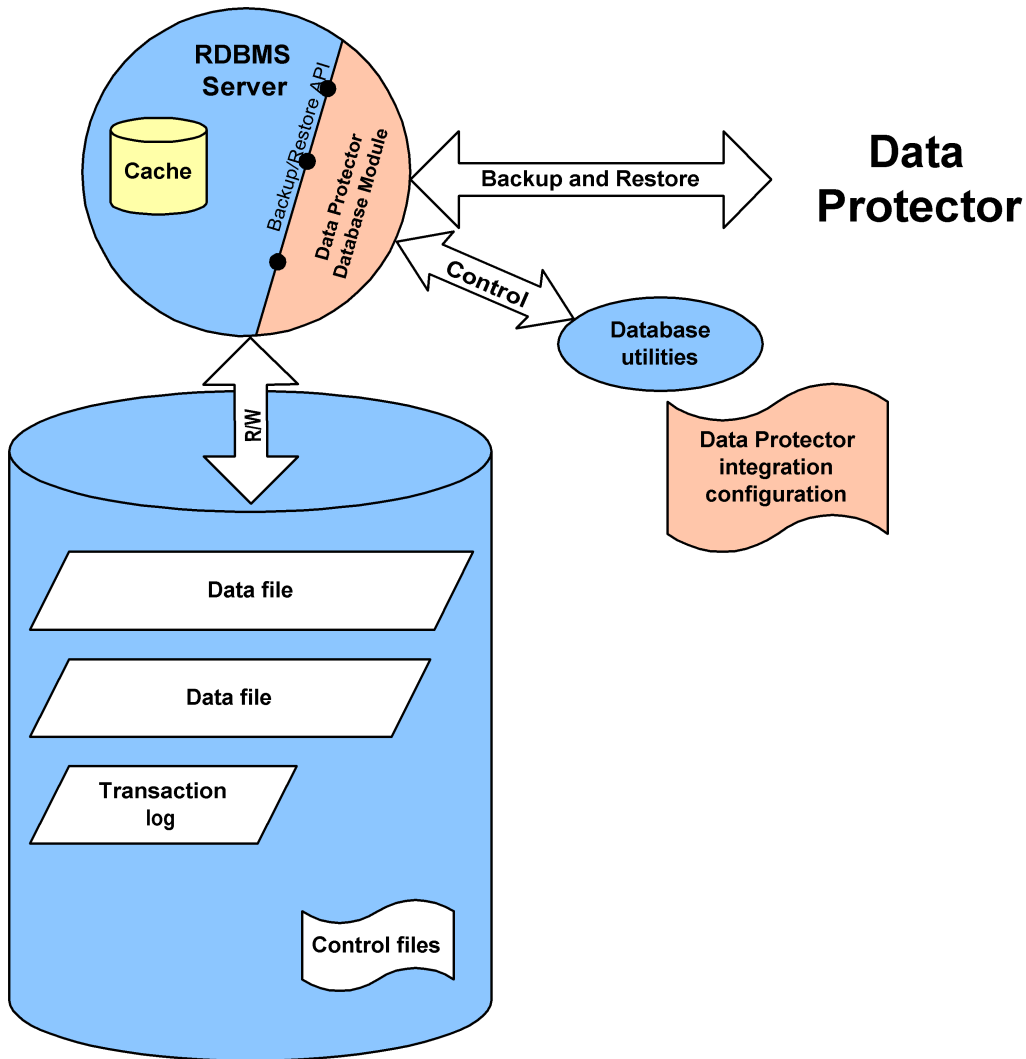 RDBMS
Server
Cache
Backup/Restore API
Data Protector
Database Module
Backup and Restore
Data
Protector
Control
Database
utilities
R/W
Data Protector
integration
configuration
Data file
Data file
Transaction
log
Control files